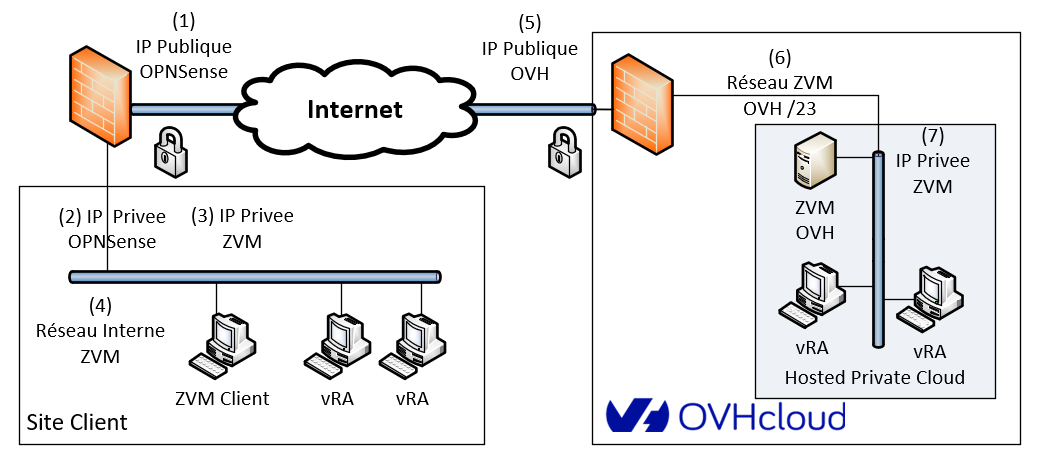 (1)
IP Publique
OPNSense
Internet
(5)
IP Publique
OVH
(6)
Réseau ZVM
OVH /23
(7)
IP Privee
ZVM
ZVM
OVH
vRA
vRA
Hosted Private Cloud
OVHcloud
(2) IP Privee
OPNSense
(3) IP Privee
ZVM
(4)
Réseau Interne
ZVM
ZVM Client
vRA
vRA
Site Client